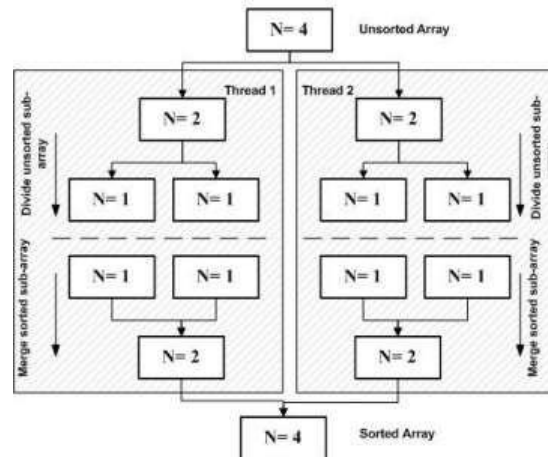 N= 4
Unsorted Array
Thread 1
Thread 2
N= 2
N= 2
Divide unsorted sub-
array
Divide unsorted sub-
array
N= 1
N= 1
N= 1
N= 1
N= 1
N= 1
N= 1
N= 1
Merge sorted sub-array
Merge sorted sub-array
N= 2
N= 2
N= 4
Sorted Array